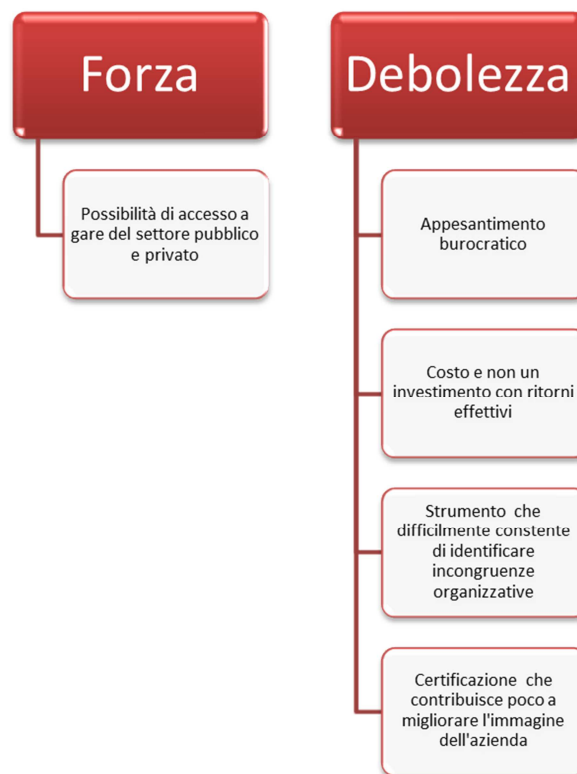 Forza
Possibilità di accesso a
gare del settore pubblico
e privato
Debolezza
Appesantimento
burocratico
Costo e non un
investimento con ritorni
effettivi
Strumento che
difficilmente constente
di identificare
incongruenze
organizzative
Certificazione che
contribuisce poco a
migliorare l'immagine
dell'azienda